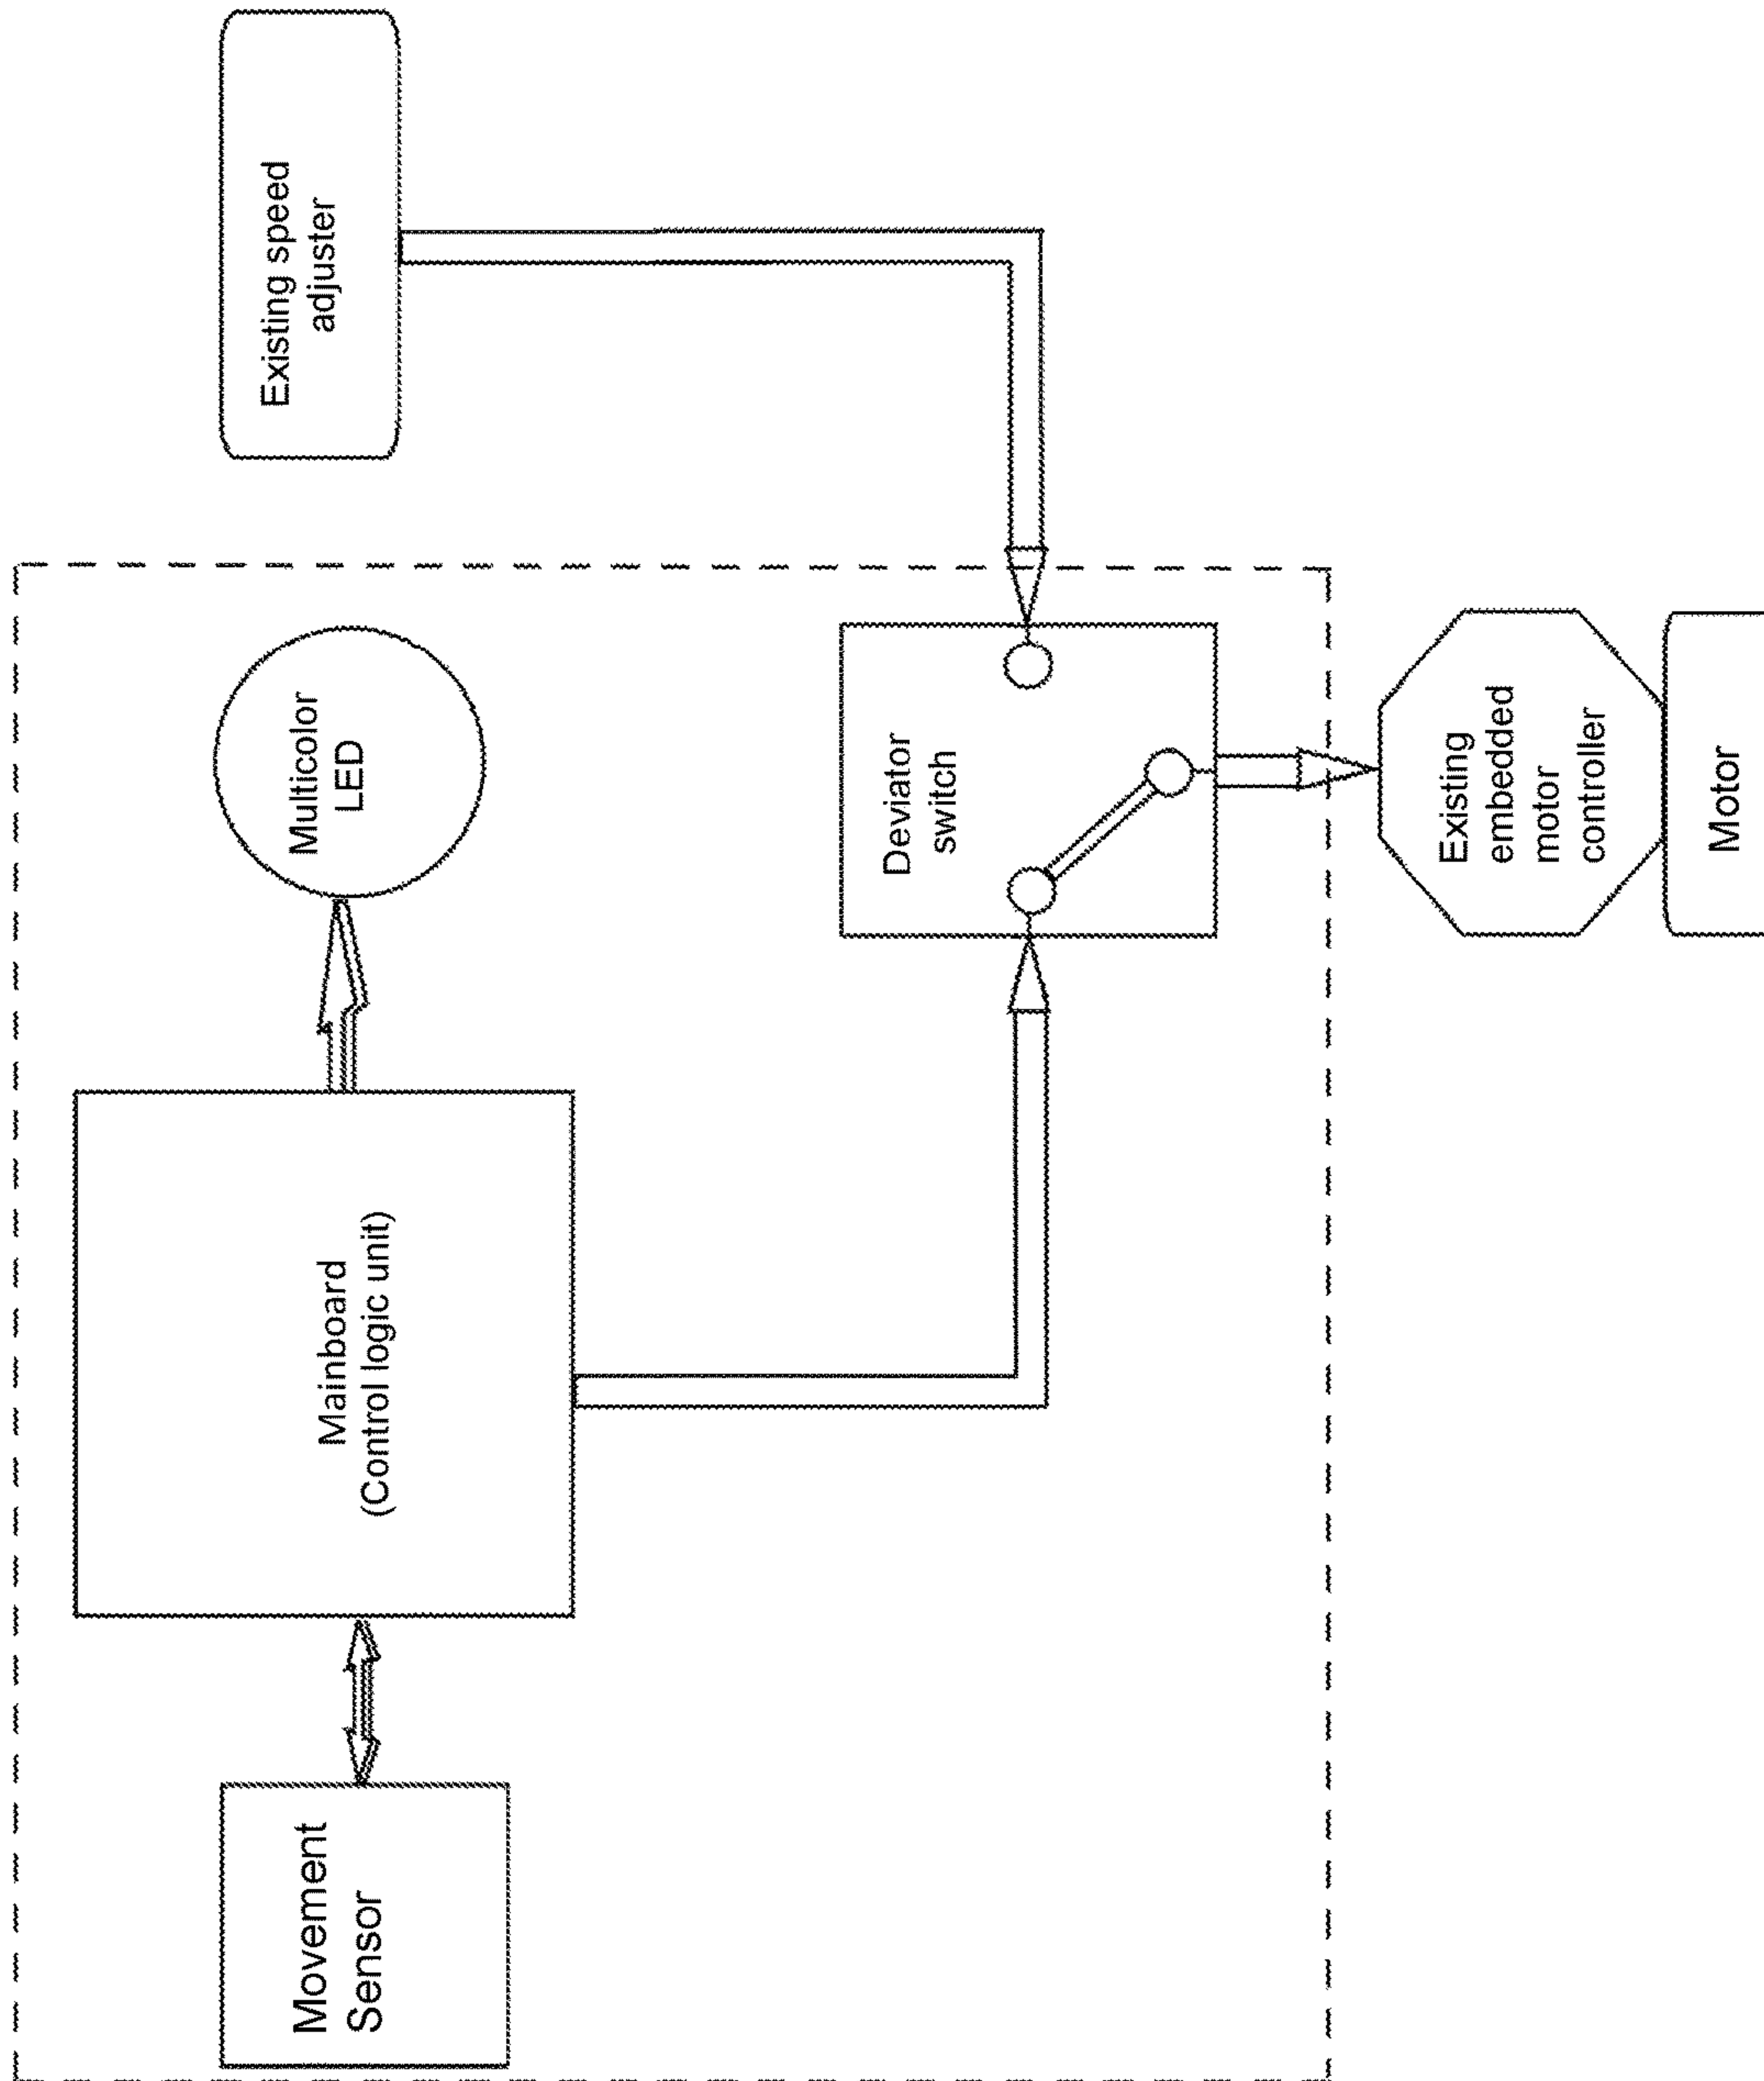 Movement
Sensor
Mainboard
(Control logic unit)
Multicolor
LED
Existing speed
adjuster
Deviator
switch
Existing
embedded
motor
controller
Motor